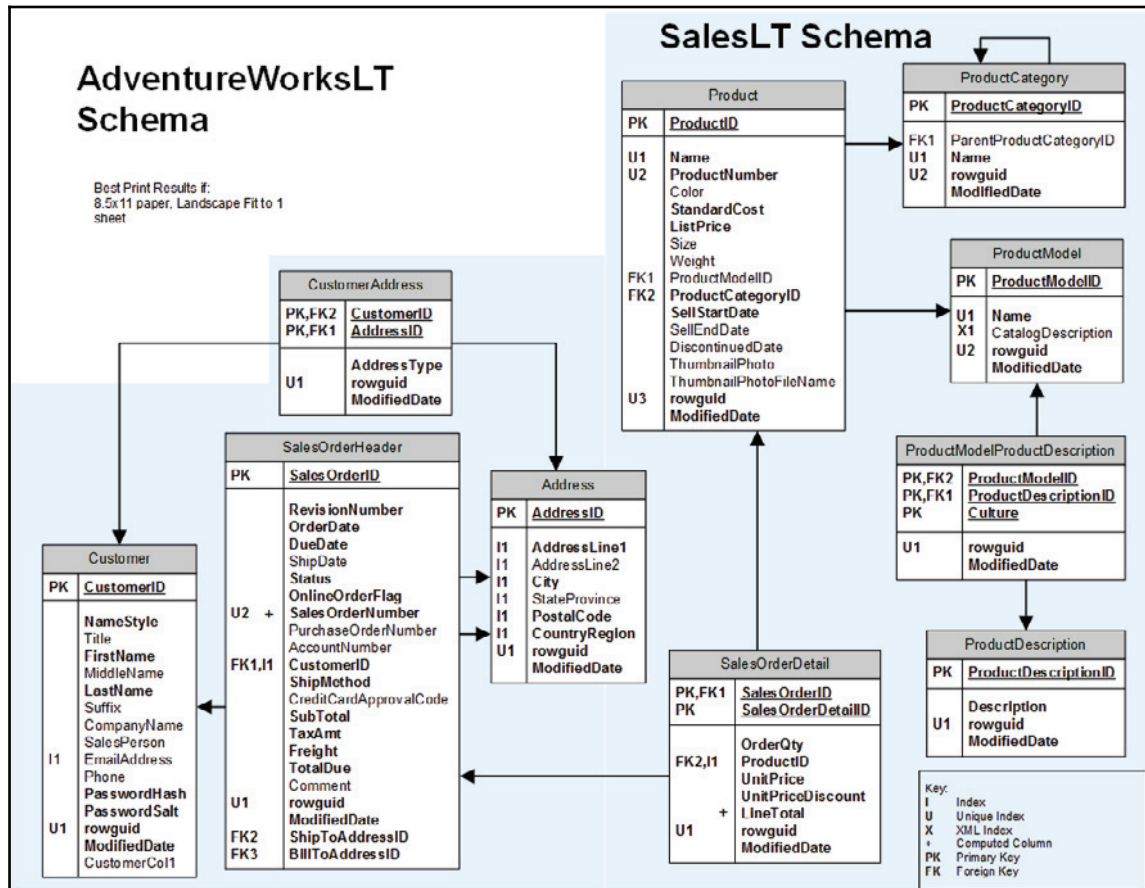 AdventureWorksLT
Schema
Best Print Results if:
8.5x11 paper, Landscape Fit to 1
sheet
SalesLT Schema
Product
PK ProductID
U1 Name
U2 ProductNumber
Color
StandardCost
ListPrice
Size
Weight
FK1 ProductModelID
FK2 ProductCategoryID
SellStartDate
SellEndDate
DiscontinuedDate
ThumbnailPhoto
ThumbnailPhotoFileName
U3 rowguid
ModifiedDate
ProductCategory
PK ProductCategoryID
FK1 ParentProductCategoryID
U1 Name
U2 rowguid
ModifiedDate
ProductModel
PK ProductModelID
U1 Name
X1 CatalogDescription
U2 rowguid
ModifiedDate
CustomerAddress
PK,FK2 CustomerID
PK,FK1 AddressID
AddressType
U1 rowguid
ModifiedDate
SalesOrderHeader
PK SalesOrderID
RevisionNumber
OrderDate
DueDate
ShipDate
Status
OnlineOrderFlag
U2 + SalesOrderNumber
PurchaseOrderNumber
AccountNumber
FK1,I1 CustomerID
ShipMethod
CreditCardApprovalCode
SubTotal
TaxAmt
Freight
TotalDue
Comment
U1 rowguid
ModifiedDate
FK2 ShipToAddressID
FK3 BillToAddressID
Address
PK AddressID
I1 AddressLine1
I1 AddressLine2
I1 City
I1 StateProvince
I1 PostalCode
I1 CountryRegion
U1 rowguid
ModifiedDate
ProductModelProductDescription
PK,FK2 ProductModelID
PK,FK1 ProductDescriptionID
PK Culture
U1 rowguid
ModifiedDate
Customer
PK CustomerID
NameStyle
Title
FirstName
MiddleName
LastName
Suffix
CompanyName
SalesPerson
I1 EmailAddress
Phone
PasswordHash
PasswordSalt
U1 rowguid
ModifiedDate
CustomerCol1
SalesOrderDetail
PK,FK1 SalesOrderID
PK SalesOrderDetailID
OrderQty
FK2,I1 ProductID
UnitPrice
UnitPriceDiscount
+ LineTotal
U1 rowguid
ModifiedDate
ProductDescription
PK ProductDescriptionID
Description
U1 rowguid
ModifiedDate
Key:
I Index
U Unique Index
X XML Index
+ Computed Column
PK Primary Key
FK Foreign Key